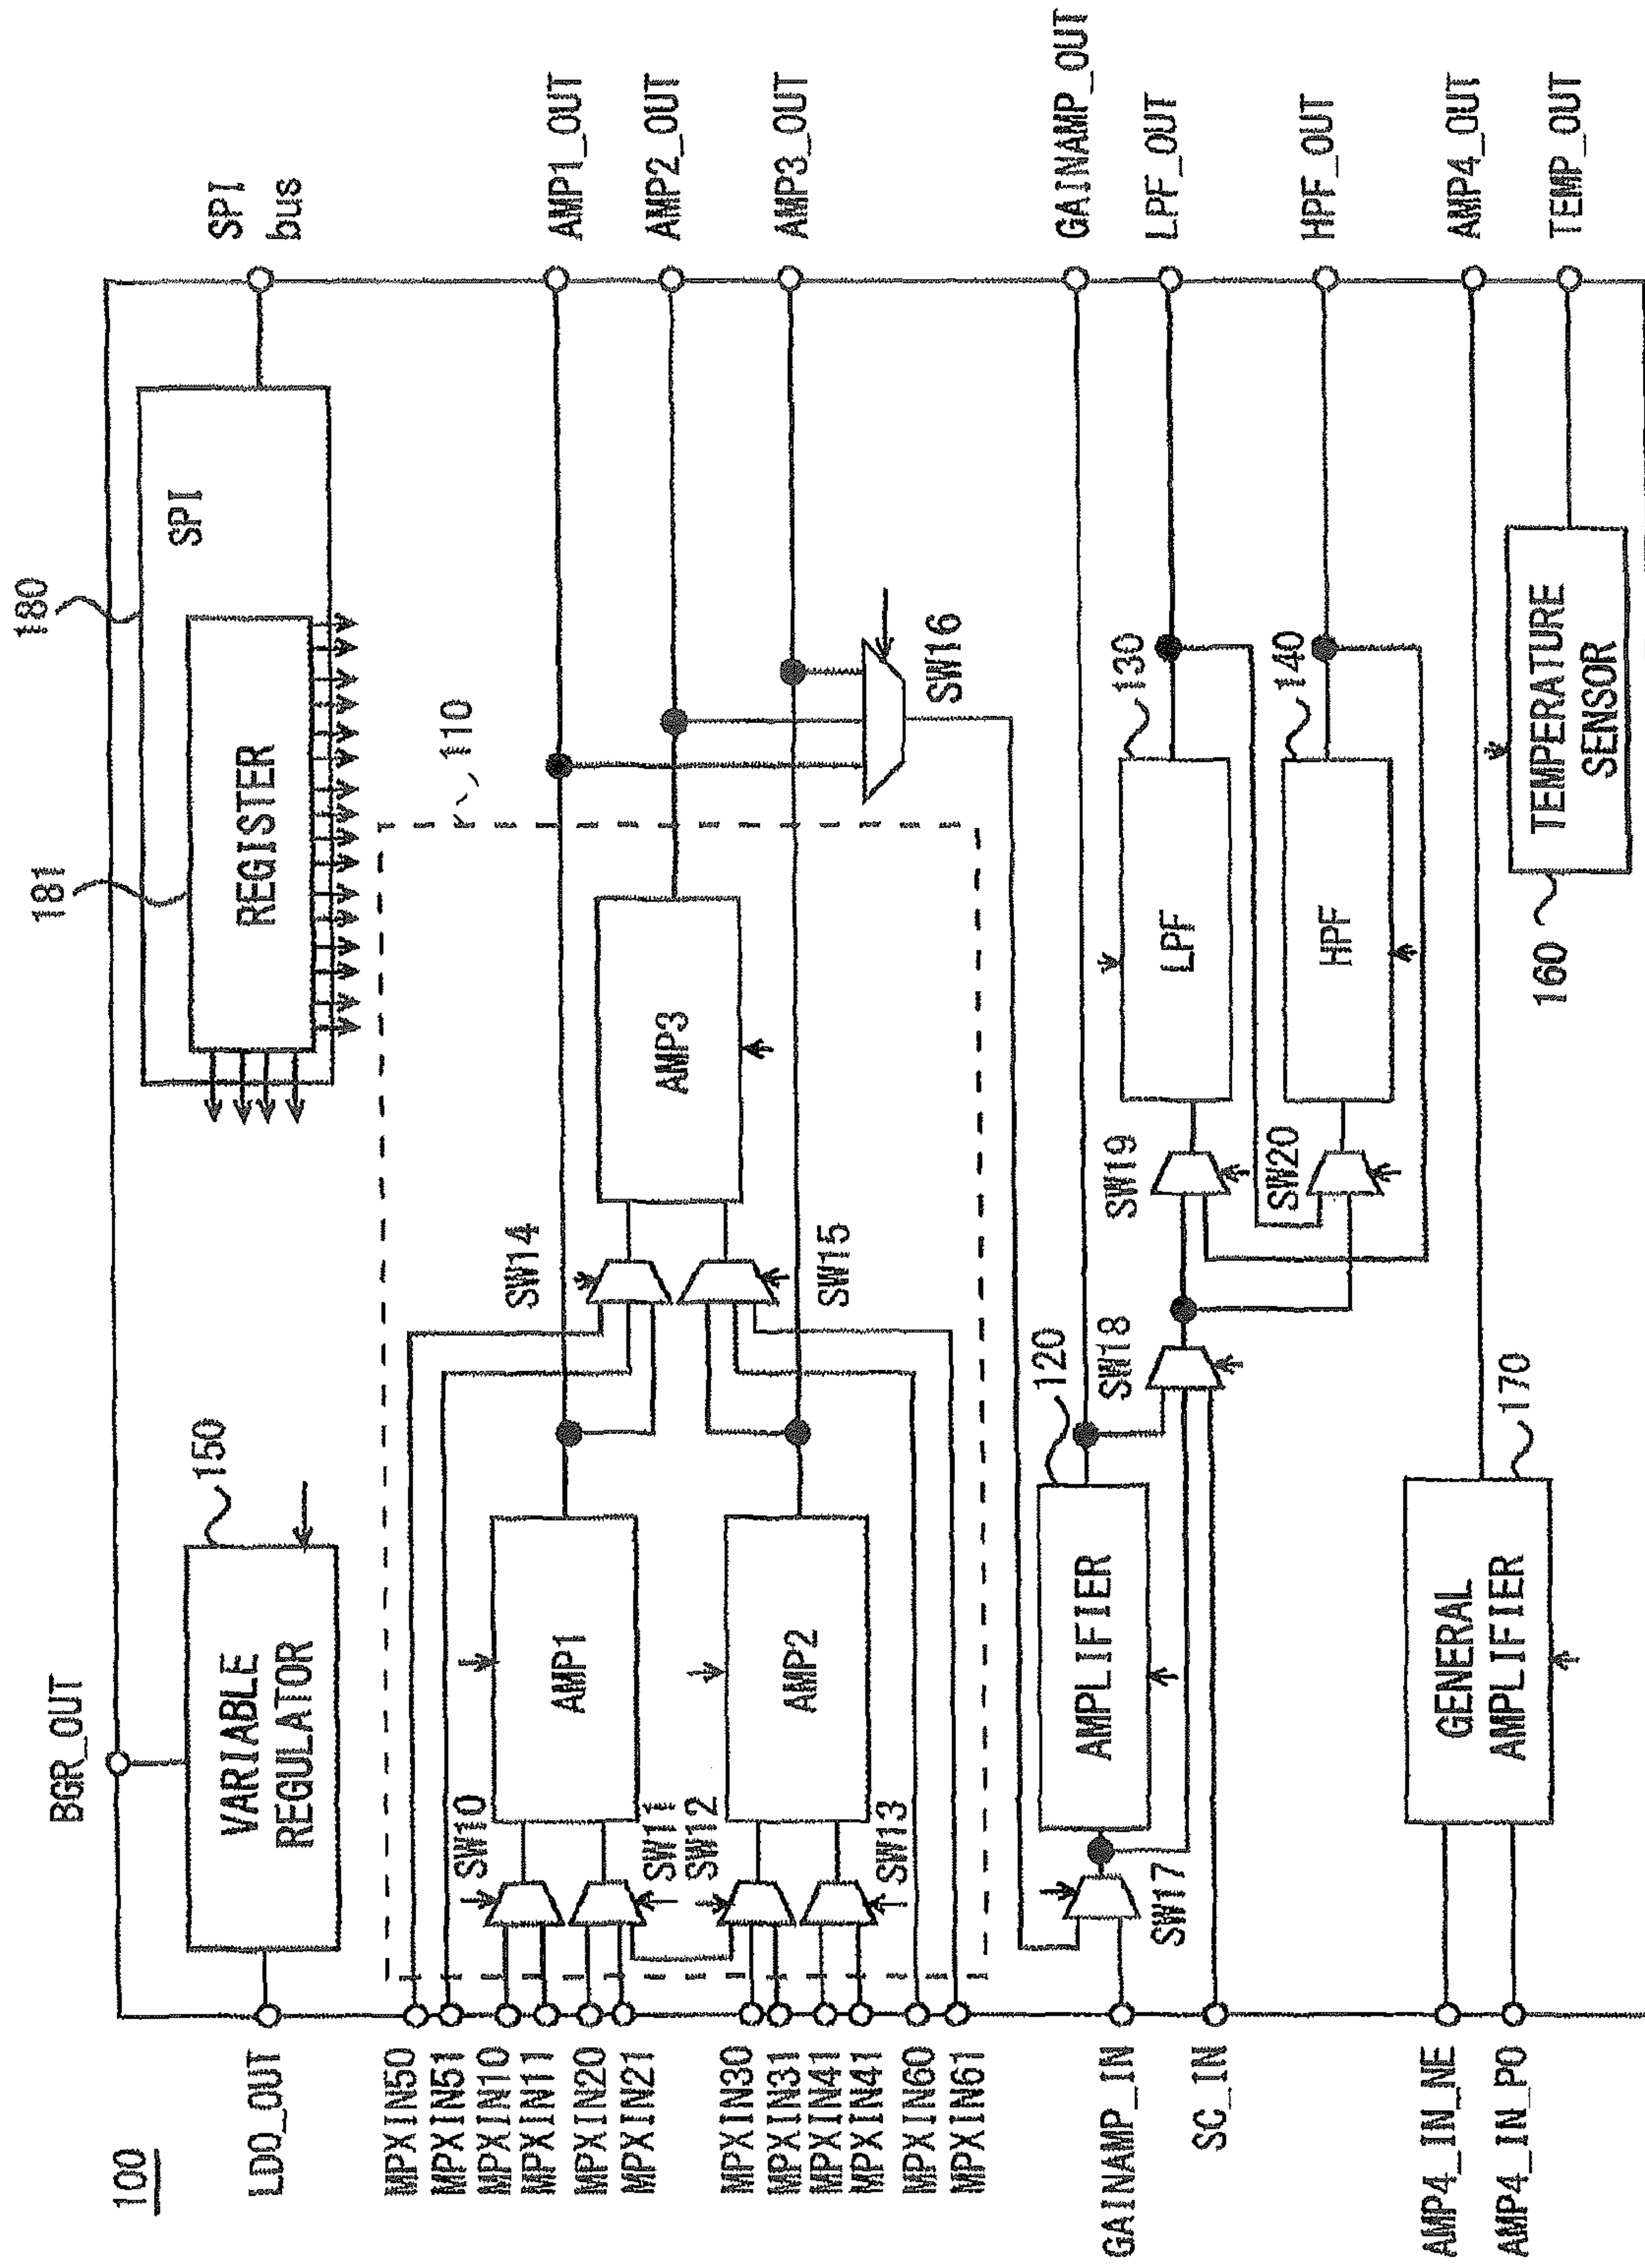 100
BGR_OUT
LDO_OUT
VARIABLE
REGULATOR
150
181
180
REGISTER
SPI
SPI
bus
110
MPXIN50
MPXIN51
MPXIN10
MPXIN11
MPXIN20
MPXIN21
MPXIN30
MPXIN31
MPXIN41
MPXIN41
MPXIN60
MPXIN61
SW10
SW11
SW12
SW13
AMP1
AMP2
SW14
SW15
AMP3
SW16
AMP1_OUT
AMP2_OUT
AMP3_OUT
GAINAMP_IN
SC_IN
SW17
AMPLIFIER
120
SW18
SW19
SW20
LPF
130
HPF
140
GAINAMP_OUT
LPF_OUT
HPF_OUT
AMP4_IN_NE
AMP4_IN_PO
GENERAL
AMPLIFIER
170
AMP4_OUT
160
TEMPERATURE
SENSOR
TEMP_OUT